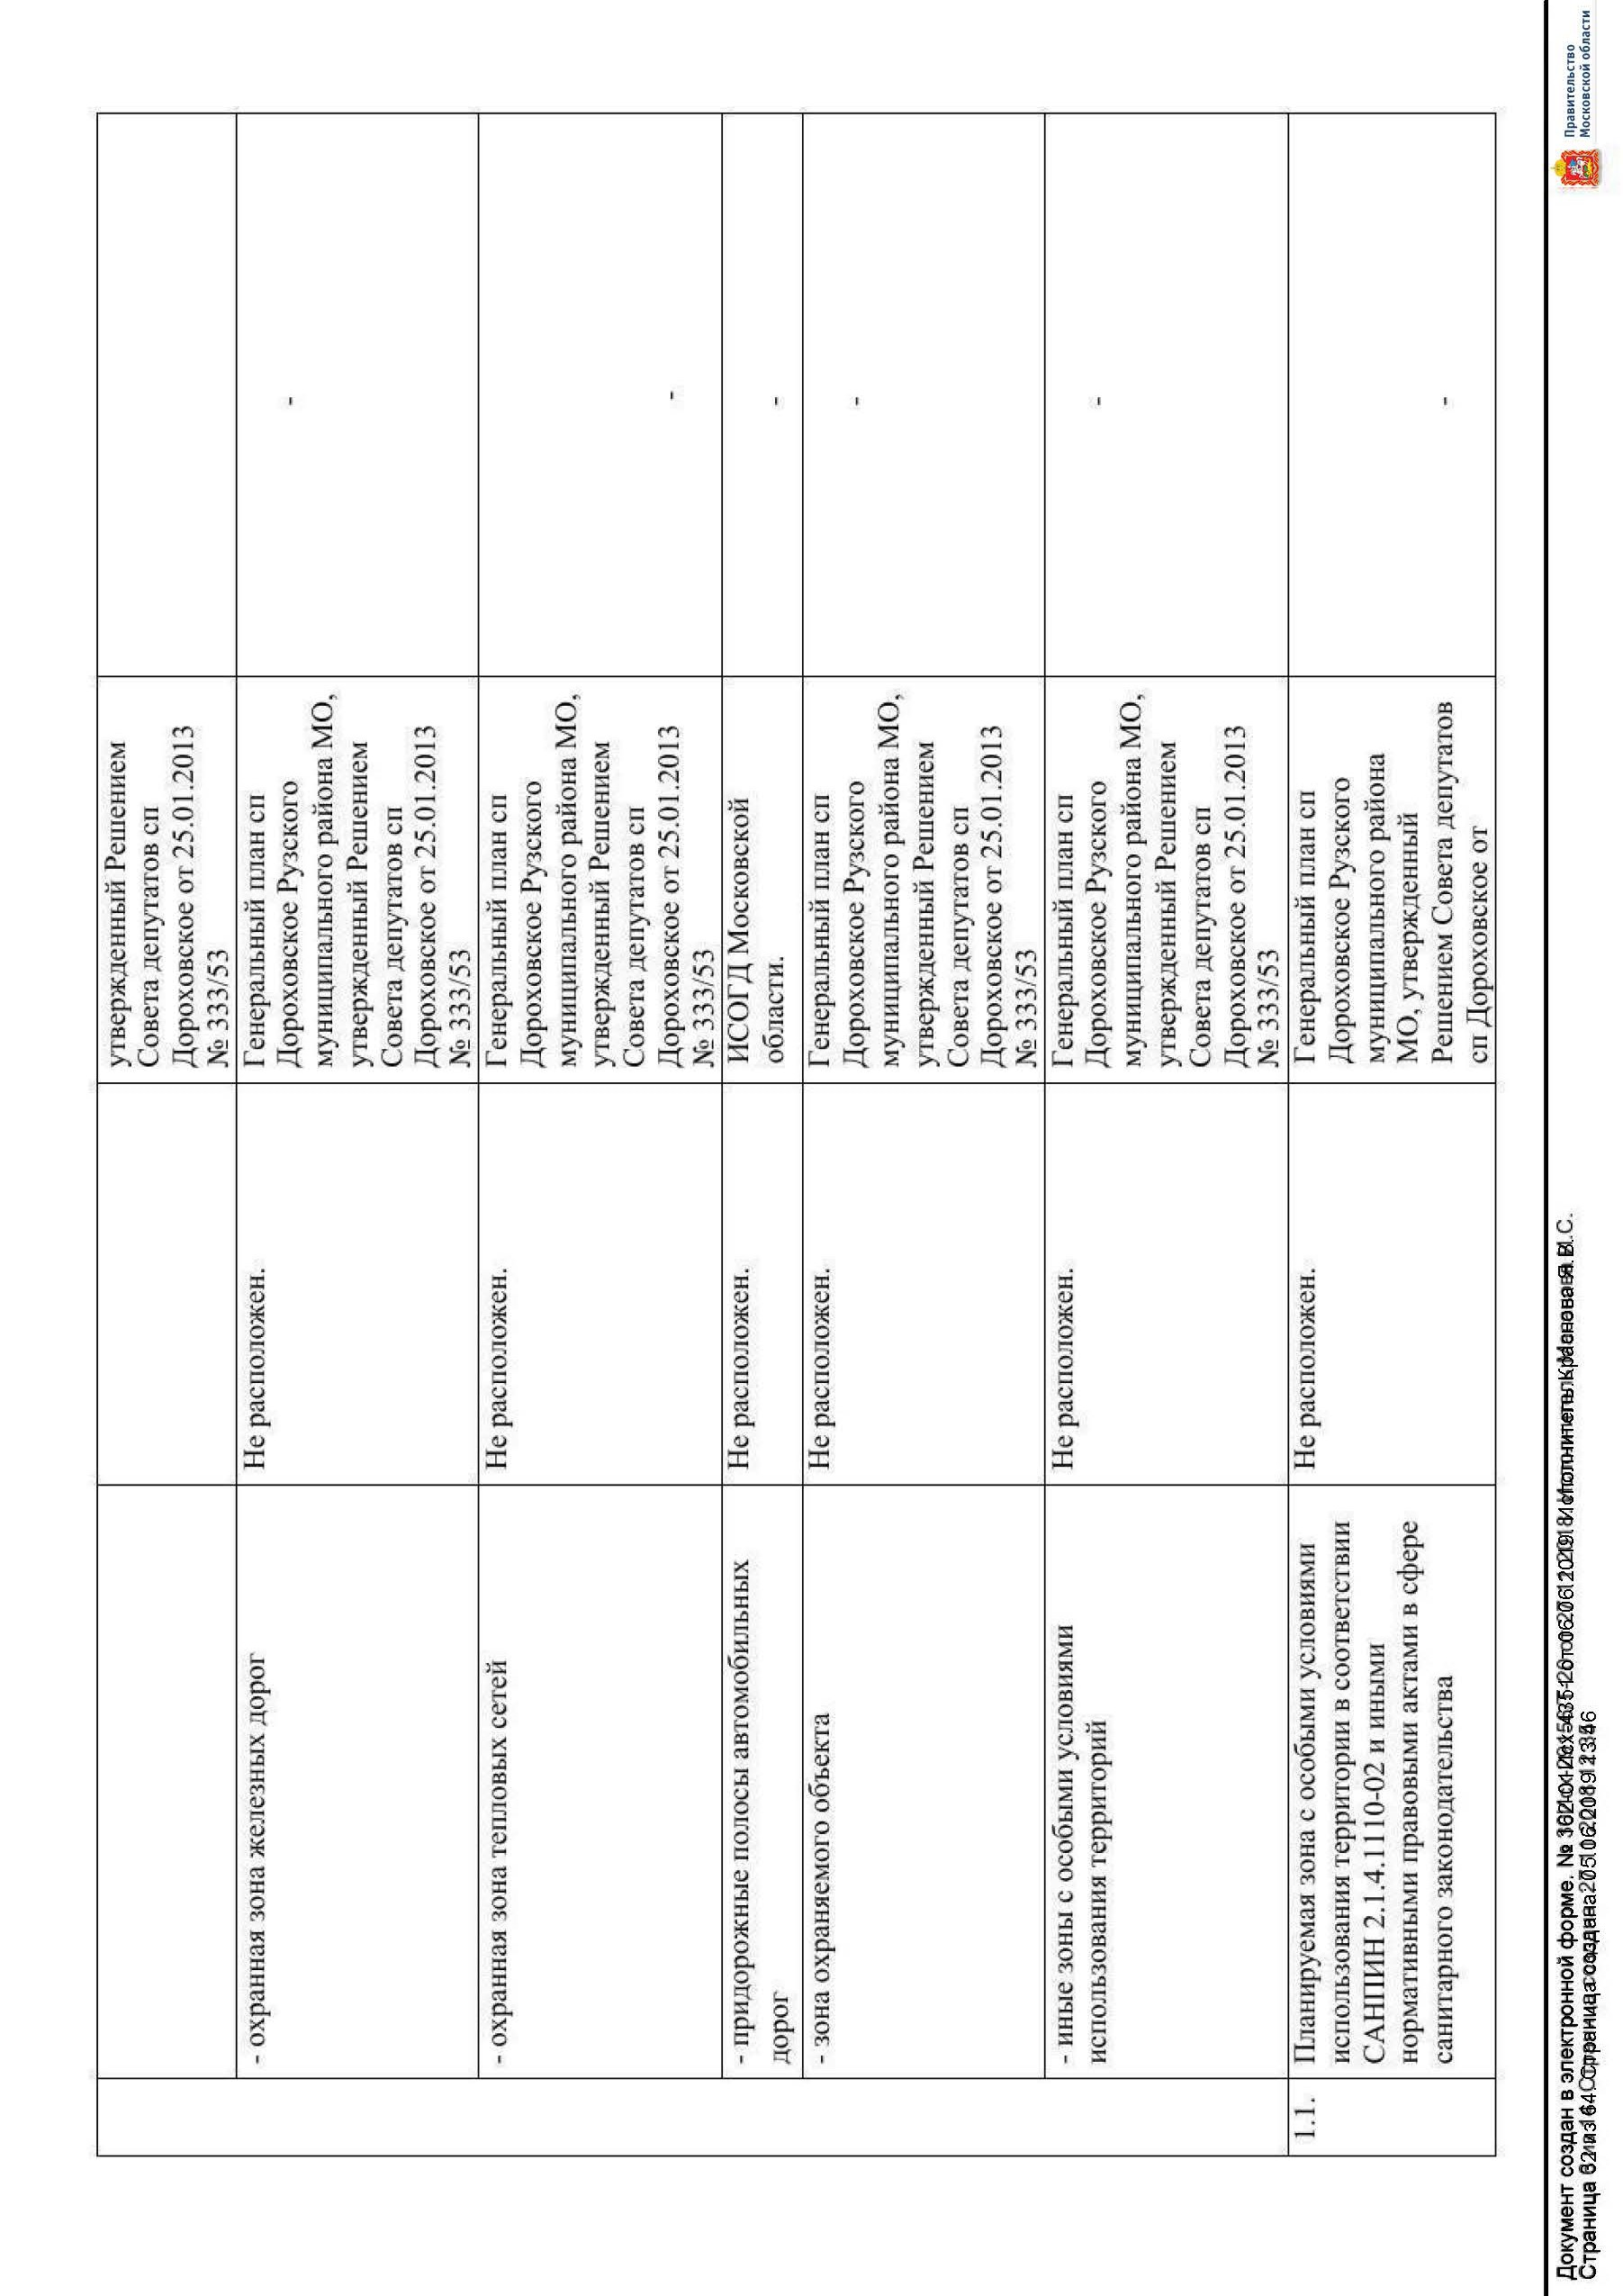 утвержденный Решением
Совета депутатов сп
Дороховское от 25.01.2013
№ 333/53
- охранная зона железных дорог
Не расположен.
Генеральный план сп
Дороховское Рузского
муниципального района МО,
утвержденный Решением
Совета депутатов сп
Дороховское от 25.01.2013
№ 333/53
-
- охранная зона тепловых сетей
Не расположен.
Генеральный план сп
Дороховское Рузского
муниципального района МО,
утвержденный Решением
Совета депутатов сп
Дороховское от 25.01.2013
№ 333/53
-
- придорожные полосы автомобильных
дорог
Не расположен.
ИСОГД Московской
области.
-
- зона охраняемого объекта
Не расположен.
Генеральный план сп
Дороховское Рузского
муниципального района МО,
утвержденный Решением
Совета депутатов сп
Дороховское от 25.01.2013
№ 333/53
-
- иные зоны с особыми условиями
использования территорий
Не расположен.
Генеральный план сп
Дороховское Рузского
муниципального района МО,
утвержденный Решением
Совета депутатов сп
Дороховское от 25.01.2013
№ 333/53
-
1.1.
Планируемая зона с особыми условиями
использования территории в соответствии
САНПИН 2.1.4.1110-02 и иными
нормативными правовыми актами в сфере
санитарного законодательства
Не расположен.
Генеральный план сп
Дороховское Рузского
муниципального района
МО, утвержденный
Решением Совета депутатов
сп Дороховское от
-
Документ создан в электронной форме. №
Страница
Правительство
Московской области